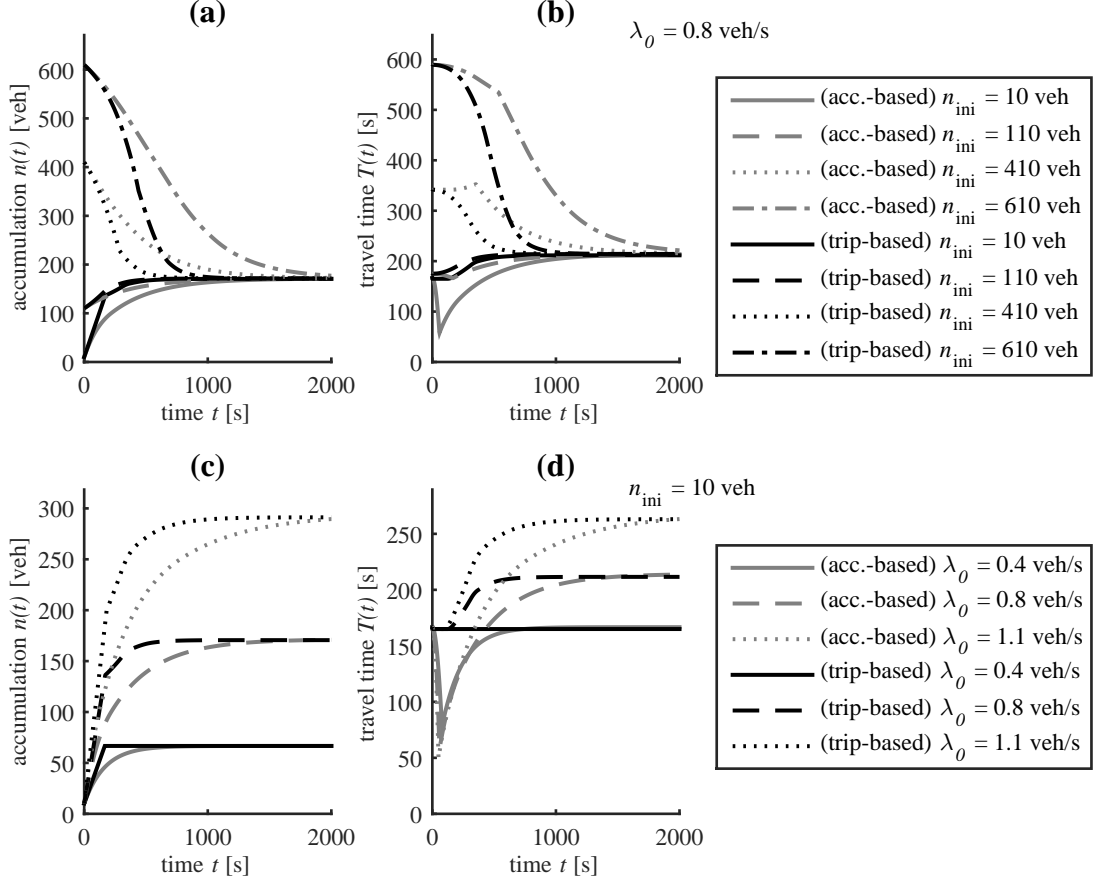 (a)
(b)
λ0 = 0.8 veh/s
accumulation n(t) [veh]
600
500
400
300
200
100
0
0
1000
2000
time t [s]
travel time T(t) [s]
600
500
400
300
200
100
0
0
1000
2000
time t [s]
(acc.-based) nini = 10 veh
(acc.-based) nini = 110 veh
(acc.-based) nini = 410 veh
(acc.-based) nini = 610 veh
(trip-based) nini = 10 veh
(trip-based) nini = 110 veh
(trip-based) nini = 410 veh
(trip-based) nini = 610 veh
(c)
(d)
nini = 10 veh
accumulation n(t) [veh]
300
250
200
150
100
50
0
0
1000
2000
time t [s]
travel time T(t) [s]
250
200
150
100
50
0
0
1000
2000
time t [s]
(acc.-based) λ0 = 0.4 veh/s
(acc.-based) λ0 = 0.8 veh/s
(acc.-based) λ0 = 1.1 veh/s
(trip-based) λ0 = 0.4 veh/s
(trip-based) λ0 = 0.8 veh/s
(trip-based) λ0 = 1.1 veh/s